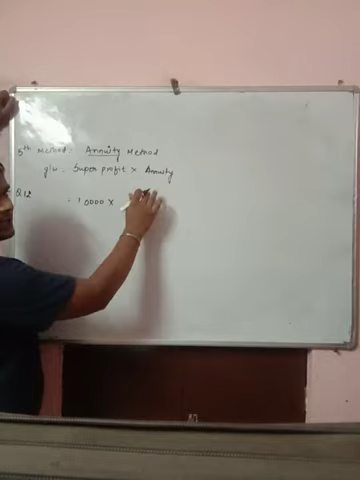 5th Method: Annuity Method
g/w = Super profit × Annuity
Q.12
= 10000 ×